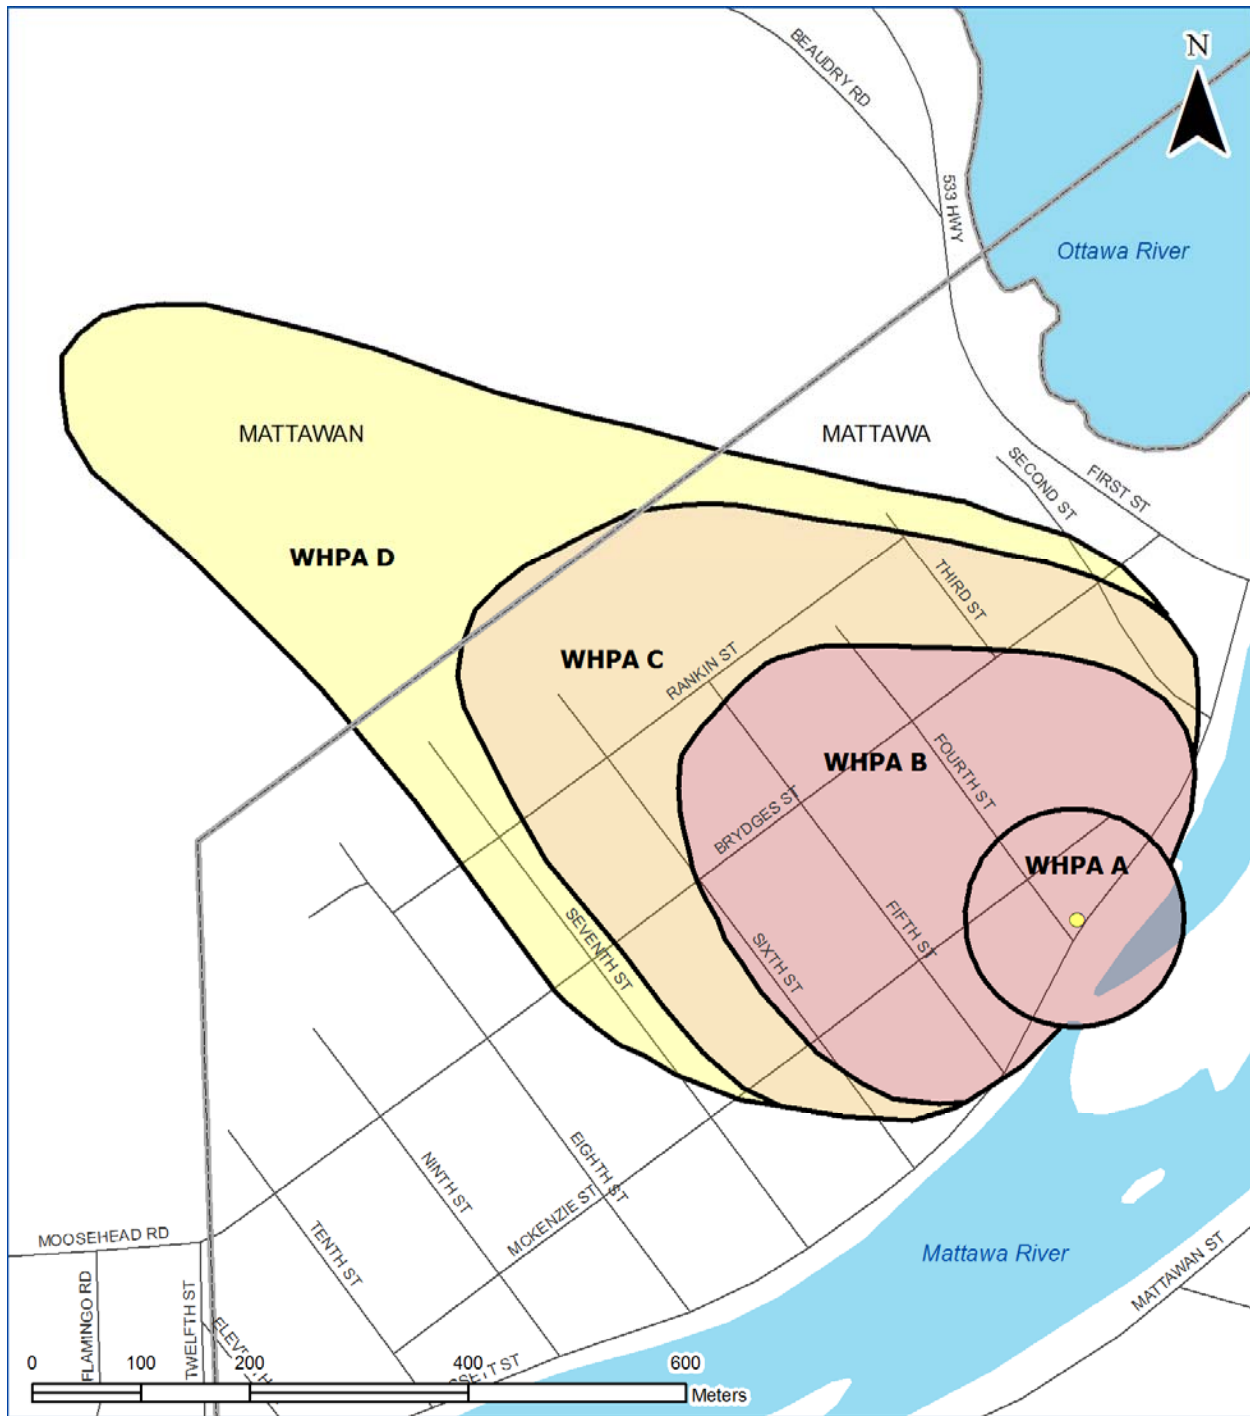 N
BEAUDRY RD
533 HWY
Ottawa River
MATTAWAN
MATTAWA
SECOND ST
FIRST ST
WHPA D
THIRD ST
WHPA C
RANKIN ST
FOURTH ST
WHPA B
BRYDGES ST
WHPA A
FIFTH ST
SEVENTH ST
SIXTH ST
EIGHTH ST
NINTH ST
MCKENZIE ST
TENTH ST
MOOSEHEAD RD
Mattawa River
MATTAWAN ST
FLAMINGO RD
TWELFTH ST
0 100 200 400 600
Meters